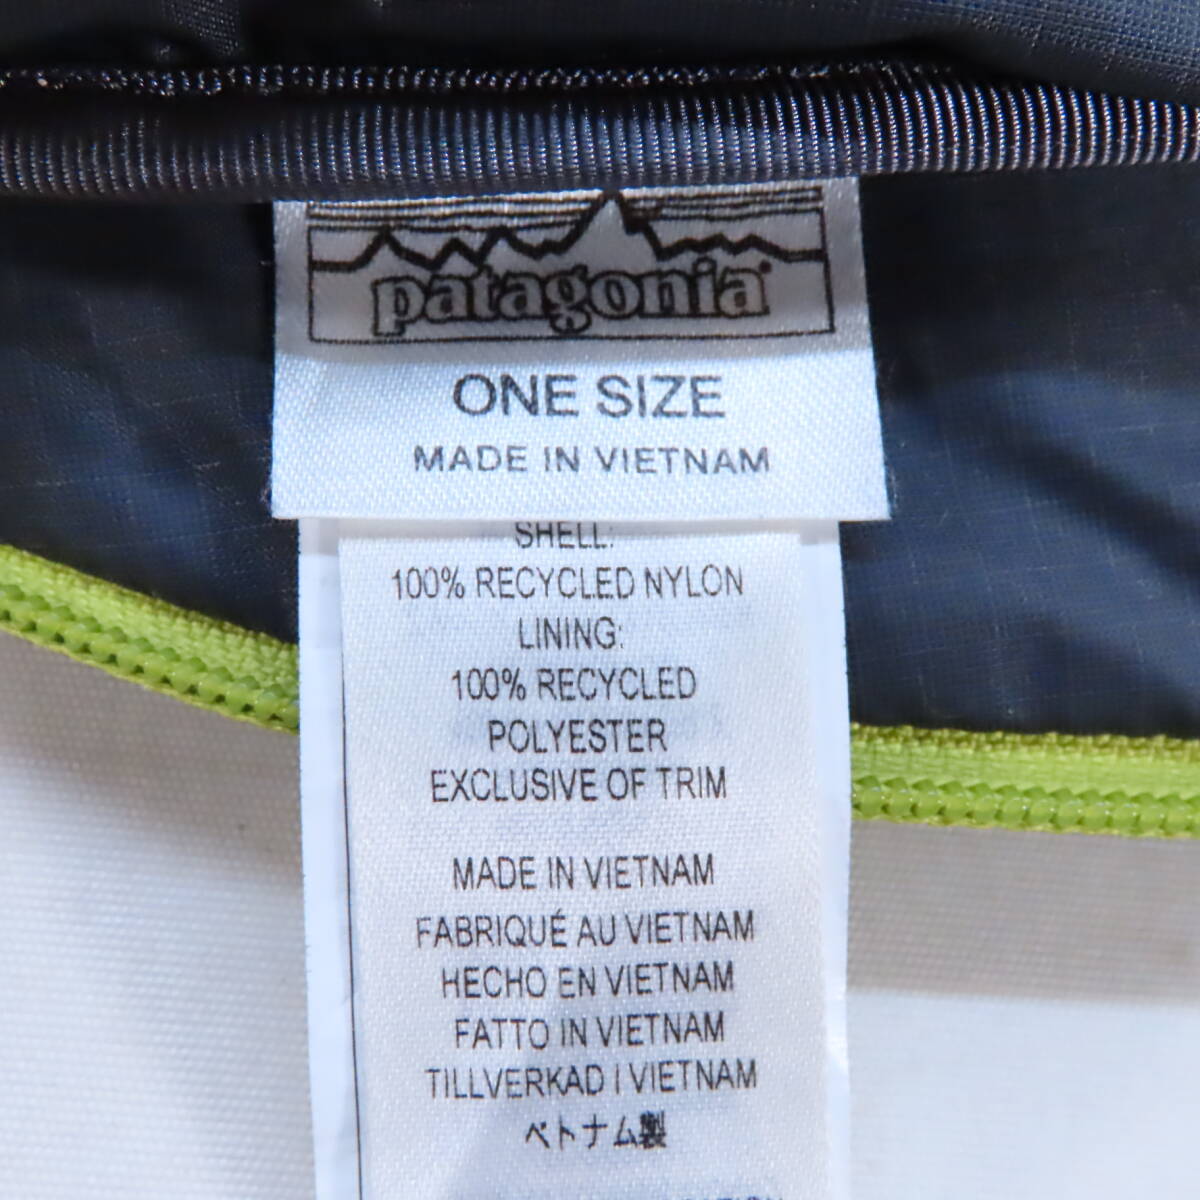 patagonia®
ONE SIZE
MADE IN VIETNAM
SHELL:
100% RECYCLED NYLON
LINING:
100% RECYCLED
POLYESTER
EXCLUSIVE OF TRIM
MADE IN VIETNAM
FABRIQUÉ AU VIETNAM
HECHO EN VIETNAM
FATTO IN VIETNAM
TILLVERKAD I VIETNAM
ベトナム製